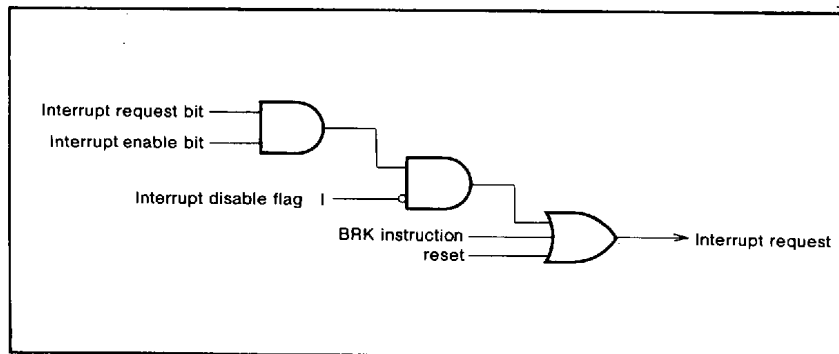 Interrupt request bit
Interrupt enable bit
Interrupt disable flag I
BRK instruction
reset
Interrupt request